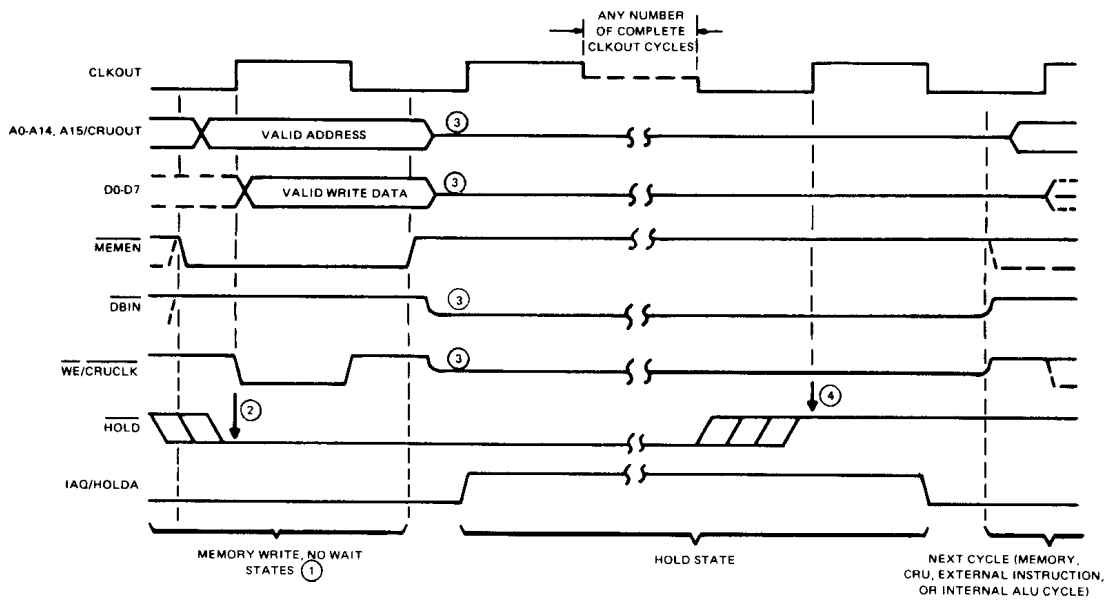 ANY NUMBER
OF COMPLETE
CLKOUT CYCLES
CLKOUT
A0-A14, A15/CRUOUT
VALID ADDRESS
3
D0-D7
VALID WRITE DATA
3
MEMEN
DBIN
3
WE/CRUCLK
3
2
4
HOLD
IAQ/HOLDA
MEMORY WRITE, NO WAIT
STATES 1
HOLD STATE
NEXT CYCLE (MEMORY,
CRU, EXTERNAL INSTRUCTION,
OR INTERNAL ALU CYCLE)